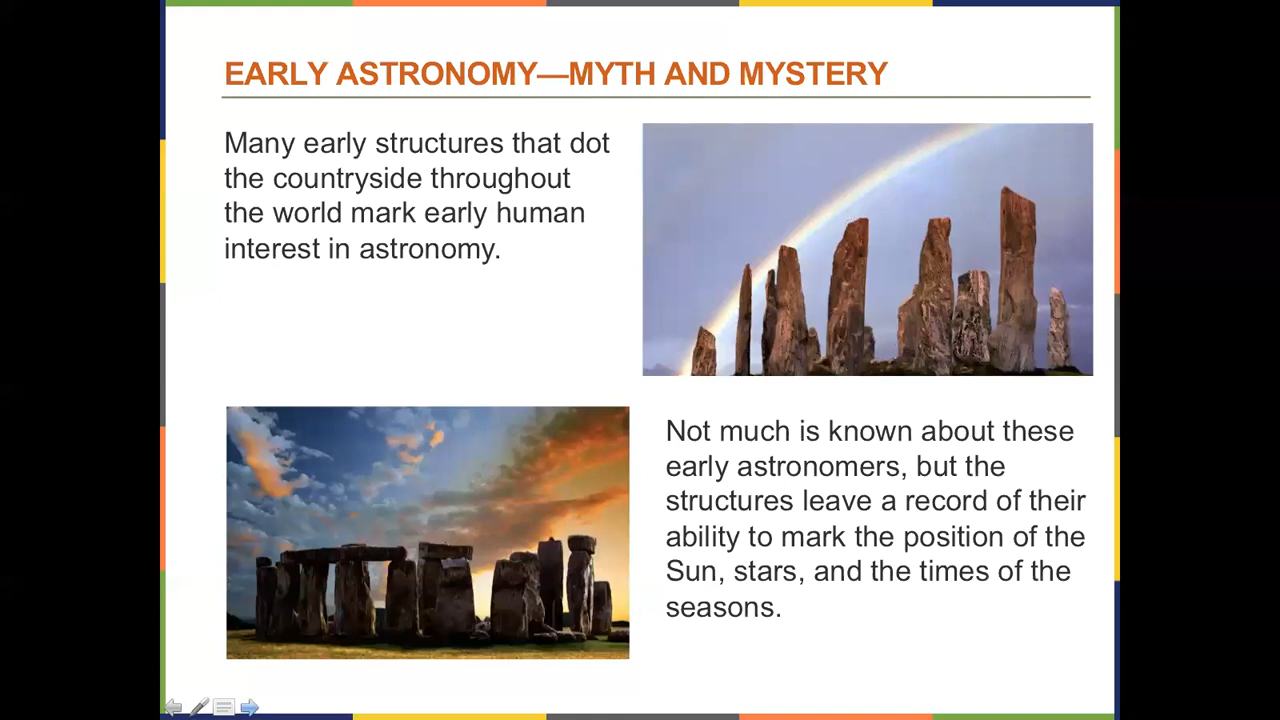 EARLY ASTRONOMY—MYTH AND MYSTERY
Many early structures that dot
the countryside throughout
the world mark early human
interest in astronomy.
Not much is known about these
early astronomers, but the
structures leave a record of their
ability to mark the position of the
Sun, stars, and the times of the
seasons.